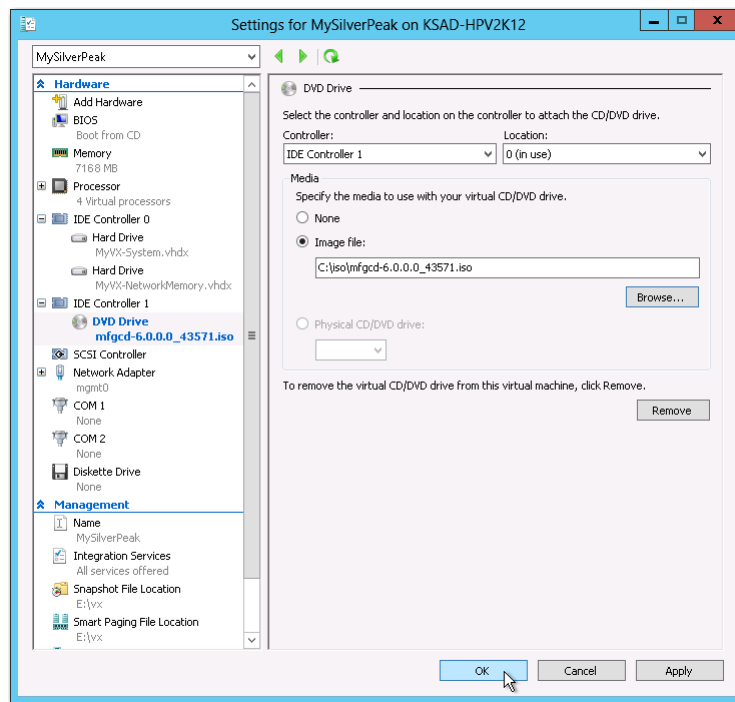 Settings for MySilverPeak on KSAD-HPV2K12
MySilverPeak
Hardware
Add Hardware
BIOS
Boot from CD
Memory
7168 MB
Processor
4 Virtual processors
IDE Controller 0
Hard Drive
MyVX-System.vhdx
Hard Drive
MyVX-NetworkMemory.vhdx
IDE Controller 1
DVD Drive
mfgcd-6.0.0.0_43571.iso
SCSI Controller
Network Adapter
mgmt0
COM 1
None
COM 2
None
Diskette Drive
None
Management
Name
MySilverPeak
Integration Services
All services offered
Snapshot File Location
E:\vx
Smart Paging File Location
E:\vx
DVD Drive
Select the controller and location on the controller to attach the CD/DVD drive.
Controller: Location:
IDE Controller 1 0 (in use)
Media
Specify the media to use with your virtual CD/DVD drive.
None
Image file:
C:\iso\mfgcd-6.0.0.0_43571.iso
Browse...
Physical CD/DVD drive:
To remove the virtual CD/DVD drive from this virtual machine, click Remove.
Remove
OK Cancel Apply